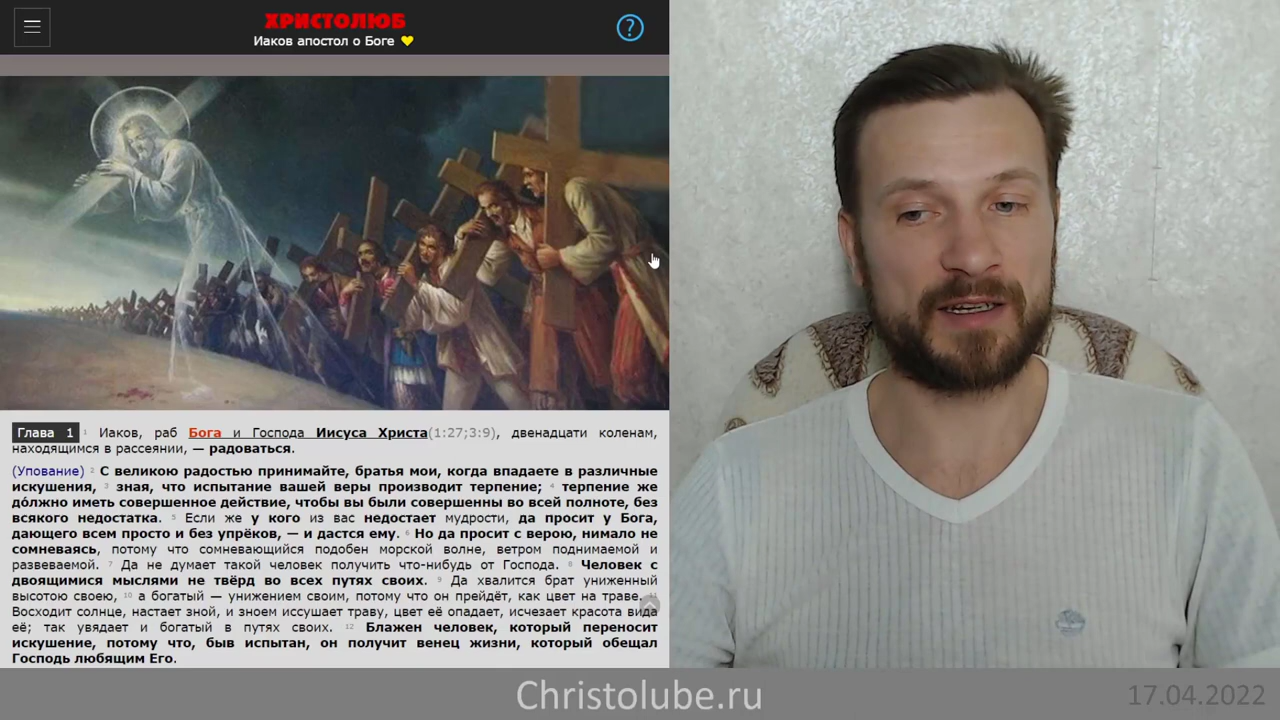 ХРИСТОЛЮБ
Иаков апостол о Боге
?
Глава 1 1 Иаков, раб Бога и Господа Иисуса Христа(1:27;3:9), двенадцати коленам,
находящимся в рассеянии, — радоваться.
(Упование) 2 С великою радостью принимайте, братья мои, когда впадаете в различные
искушения, 3 зная, что испытание вашей веры производит терпение; 4 терпение же
до́лжно иметь совершенное действие, чтобы вы были совершенны во всей полноте, без
всякого недостатка. 5 Если же у кого из вас недостает мудрости, да просит у Бога,
дающего всем просто и без упрёков, — и дастся ему. 6 Но да просит с верою, нимало не
сомневаясь, потому что сомневающийся подобен морской волне, ветром поднимаемой и
развеваемой. 7 Да не думает такой человек получить что-нибудь от Господа. 8 Человек с
двоящимися мыслями не твёрд во всех путях своих. 9 Да хвалится брат униженный
высотою своею, 10 а богатый — унижением своим, потому что он прейдёт, как цвет на траве. 11
Восходит солнце, настает зной, и зноем иссушает траву, цвет её опадает, исчезает красота вида
её; так увядает и богатый в путях своих. 12 Блажен человек, который переносит
искушение, потому что, быв испытан, он получит венец жизни, который обещал
Господь любящим Его.
Christolube.ru
17.04.2022